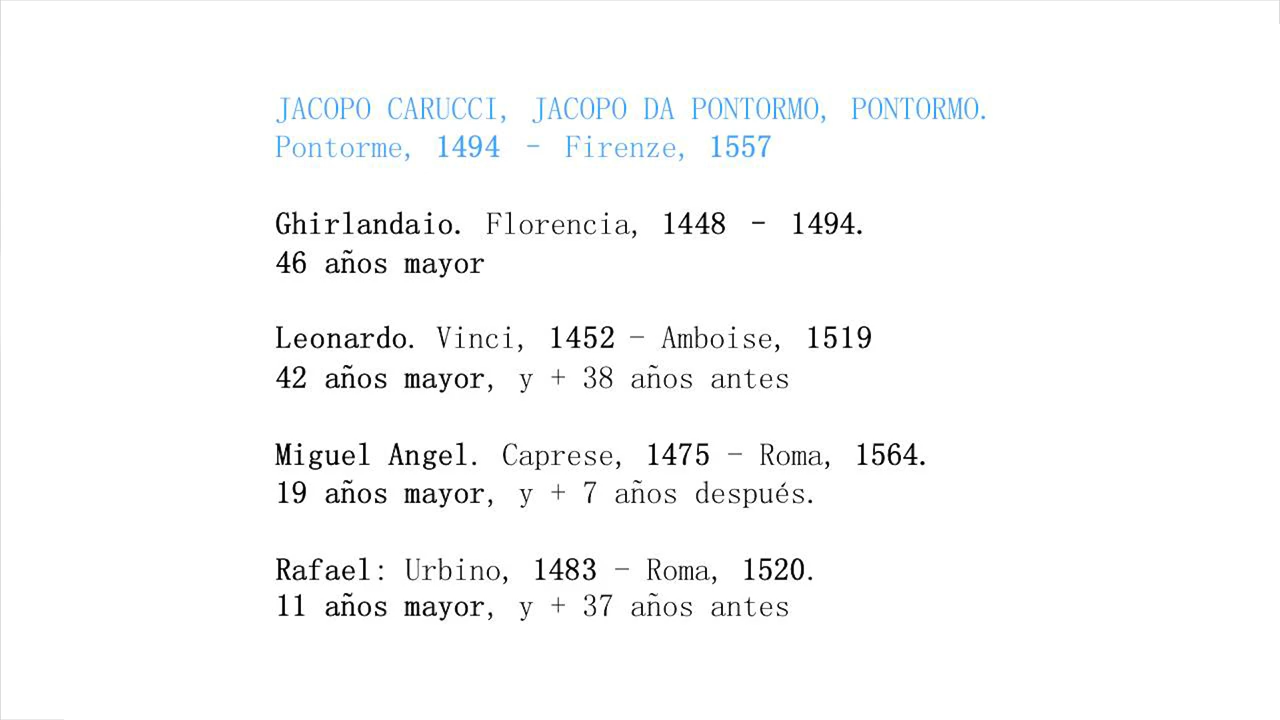 JACOPO CARUCCI, JACOPO DA PONTORMO, PONTORMO.
Pontorme, 1494 – Firenze, 1557
Ghirlandaio. Florencia, 1448 – 1494.
46 años mayor
Leonardo. Vinci, 1452 – Amboise, 1519
42 años mayor, y + 38 años antes
Miguel Angel. Caprese, 1475 – Roma, 1564.
19 años mayor, y + 7 años después.
Rafael: Urbino, 1483 – Roma, 1520.
11 años mayor, y + 37 años antes